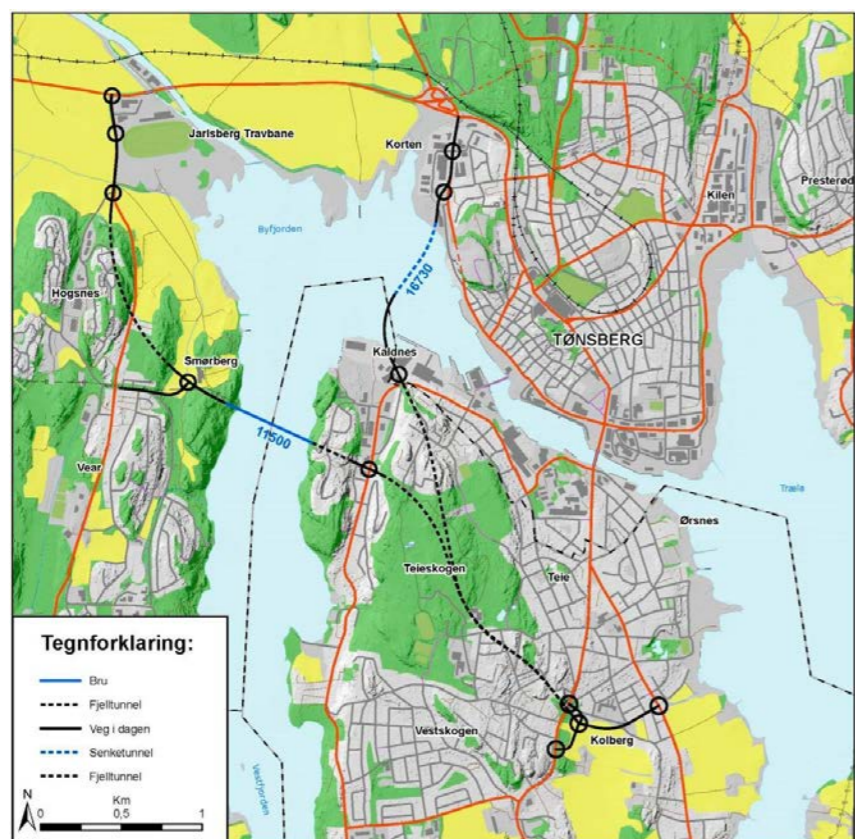 Jarlsberg Travbane
Korten
Kilen
Presterød
Byfjorden
Hogsnes
16730
TØNSBERG
Smørberg
Kaldnes
11500
Vear
Træla
Ørsnes
Teieskogen
Teie
Vestskogen
Kolberg
Vestfjorden
Tegnforklaring:
Bru
Fjelltunnel
Veg i dagen
Senketunnel
Fjelltunnel
N
Km
0 0,5 1